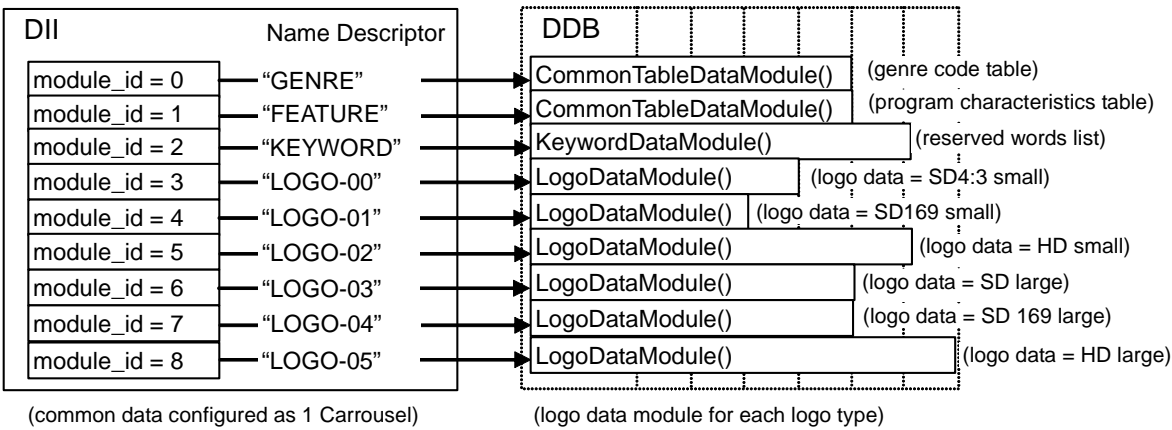 DII Name Descriptor DDB
module_id = 0 “GENRE” CommonTableDataModule() (genre code table)
module_id = 1 “FEATURE” CommonTableDataModule() (program characteristics table)
module_id = 2 “KEYWORD” KeywordDataModule() (reserved words list)
module_id = 3 “LOGO-00” LogoDataModule() (logo data = SD4:3 small)
module_id = 4 “LOGO-01” LogoDataModule() (logo data = SD169 small)
module_id = 5 “LOGO-02” LogoDataModule() (logo data = HD small)
module_id = 6 “LOGO-03” LogoDataModule() (logo data = SD large)
module_id = 7 “LOGO-04” LogoDataModule() (logo data = SD 169 large)
module_id = 8 “LOGO-05” LogoDataModule() (logo data = HD large)
(common data configured as 1 Carrousel) (logo data module for each logo type)